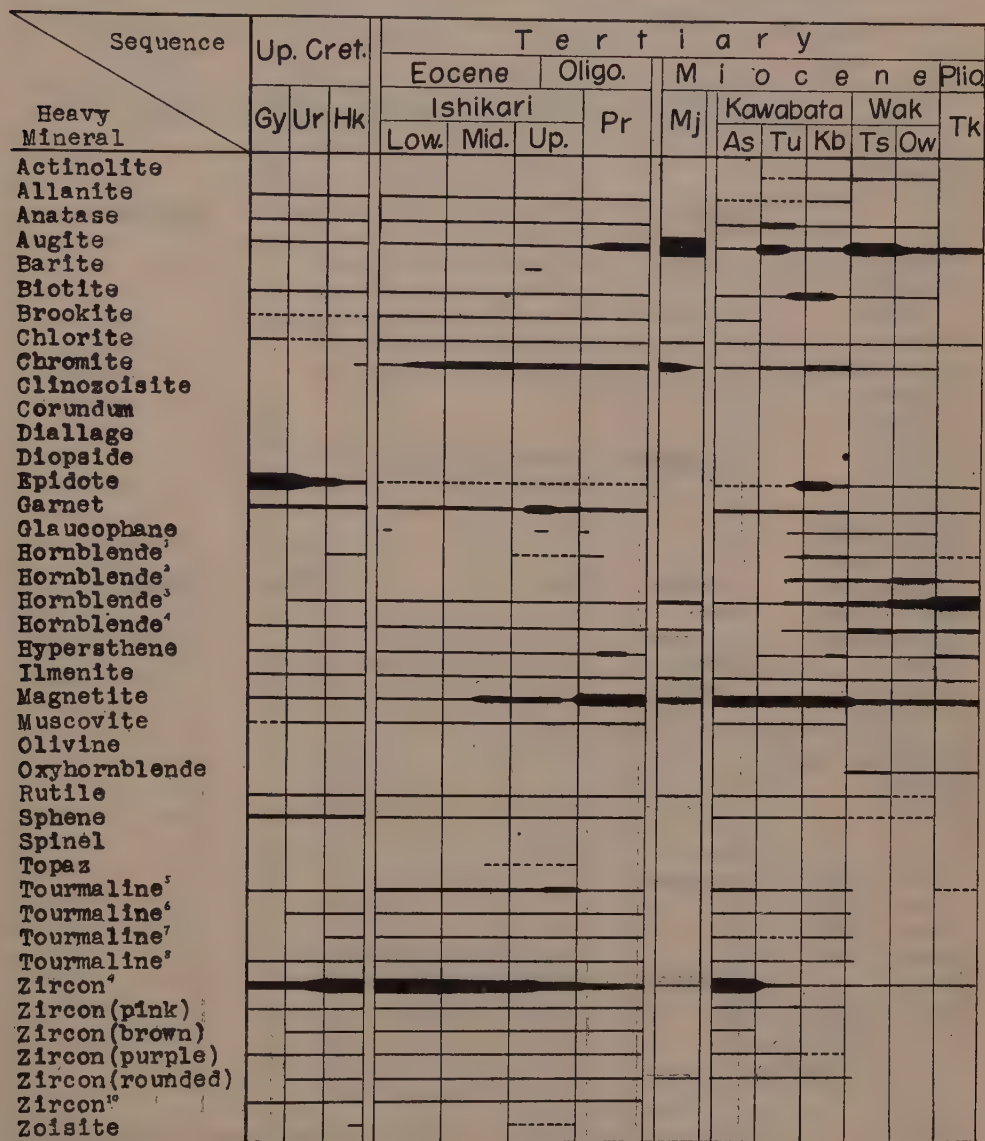 Sequence
Heavy
Mineral
Up. Cret.
Tertiary
Eocene
Oligo.
Miocene
Plio.
Gy
Ur
Hk
Ishikari
Low.
Mid.
Up.
Pr
Mj
Kawabata
As
Tu
Kb
Wak
Ts
Ow
Tk
Actinolite
Allanite
Anatase
Augite
Barite
Biotite
Brookite
Chlorite
Chromite
Clinozoisite
Corundum
Diallage
Diopside
Epidote
Garnet
Glaucophane
Hornblende¹
Hornblende²
Hornblende³
Hornblende⁴
Hypersthene
Ilmenite
Magnetite
Muscovite
Olivine
Oxyhornblende
Rutile
Sphene
Spinel
Topaz
Tourmaline⁵
Tourmaline⁶
Tourmaline⁷
Tourmaline⁸
Zircon⁹
Zircon(pink)
Zircon(brown)
Zircon(purple)
Zircon(rounded)
Zircon¹⁰
Zoisite